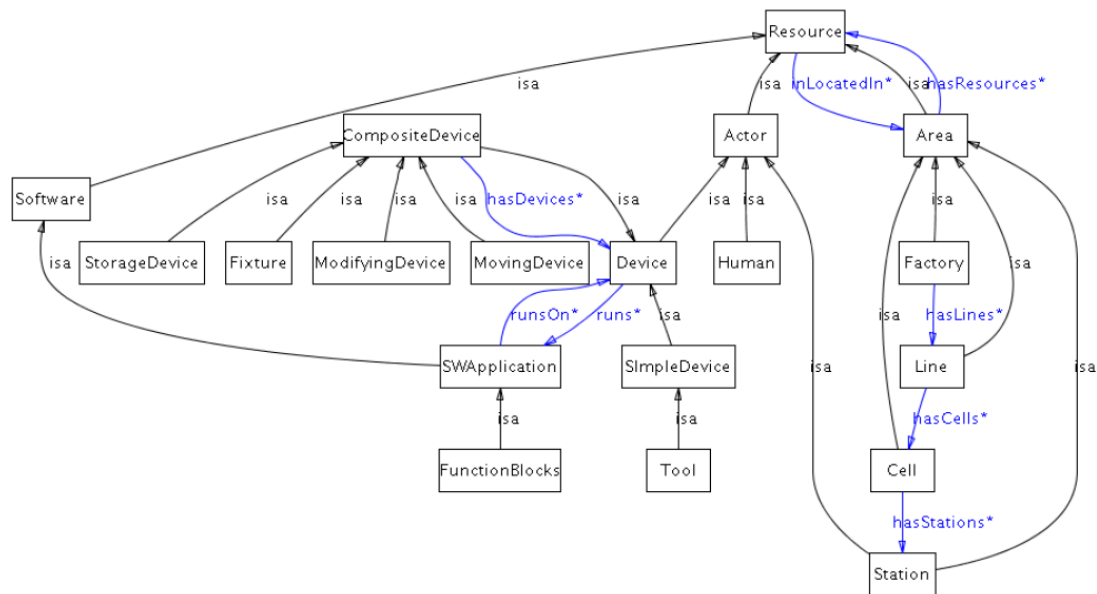 Resource
isa
isa
inLocatedIn*
isa
hasResources*
CompositeDevice
Actor
Area
Software
isa
isa
isa
isa
hasDevices*
isa
isa
isa
isa
isa
StorageDevice
Fixture
ModifyingDevice
MovingDevice
Device
Human
Factory
isa
runsOn*
runs*
isa
isa
hasLines*
SWApplication
SImpleDevice
isa
Line
isa
isa
isa
hasCells*
FunctionBlocks
Tool
Cell
hasStations*
Station